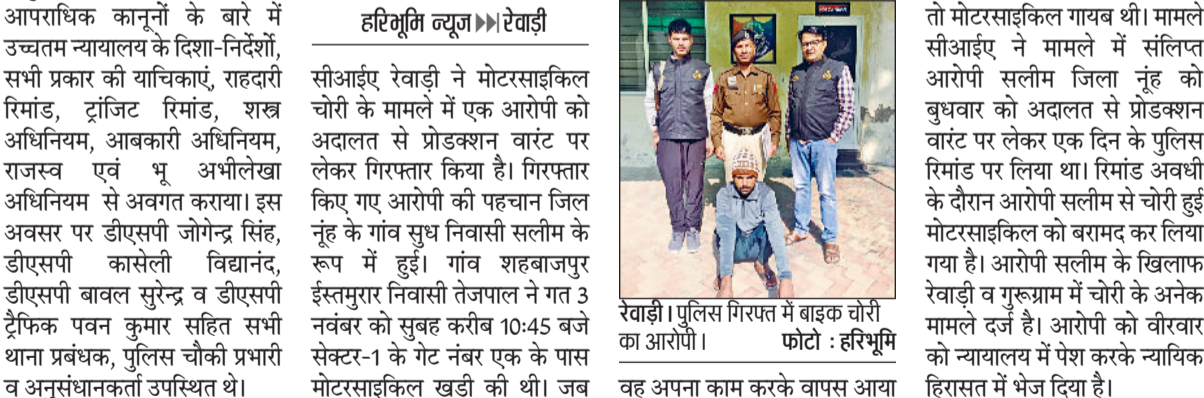 आपराधिक कानूनों के बारे में
उच्चतम न्यायालय के दिशा-निर्देशो,
सभी प्रकार की याचिकाएं, राहदारी
रिमांड, ट्रांजिट रिमांड, शस्त्र
अधिनियम, आबकारी अधिनियम,
राजस्व एवं भू अभीलेखा
अधिनियम से अवगत कराया। इस
अवसर पर डीएसपी जोगेन्द्र सिंह,
डीएसपी कासेली विद्यानंद,
डीएसपी बावल सुरेन्द्र व डीएसपी
ट्रैफिक पवन कुमार सहित सभी
थाना प्रबंधक, पुलिस चौकी प्रभारी
व अनुसंधानकर्ता उपस्थित थे।
हरिभूमि न्यूज रेवाड़ी
सीआईए रेवाड़ी ने मोटरसाइकिल
चोरी के मामले में एक आरोपी को
अदालत से प्रोडक्शन वारंट पर
लेकर गिरफ्तार किया है। गिरफ्तार
किए गए आरोपी की पहचान जिल
नूंह के गांव सुध निवासी सलीम के
रूप में हुई। गांव शहबाजपुर
ईस्तमुरार निवासी तेजपाल ने गत 3
नवंबर को सुबह करीब 10:45 बजे
सेक्टर-1 के गेट नंबर एक के पास
मोटरसाइकिल खडी की थी। जब
रेवाड़ी। पुलिस गिरफ्त में बाइक चोरी
का आरोपी। फोटो : हरिभूमि
वह अपना काम करके वापस आया
तो मोटरसाइकिल गायब थी। मामले
सीआईए ने मामले में संलिप्त
आरोपी सलीम जिला नूंह को
बुधवार को अदालत से प्रोडक्शन
वारंट पर लेकर एक दिन के पुलिस
रिमांड पर लिया था। रिमांड अवधी
के दौरान आरोपी सलीम से चोरी हुई
मोटरसाइकिल को बरामद कर लिया
गया है। आरोपी सलीम के खिलाफ
रेवाड़ी व गुरूग्राम में चोरी के अनेक
मामले दर्ज है। आरोपी को वीरवार
को न्यायालय में पेश करके न्यायिक
हिरासत में भेज दिया है।